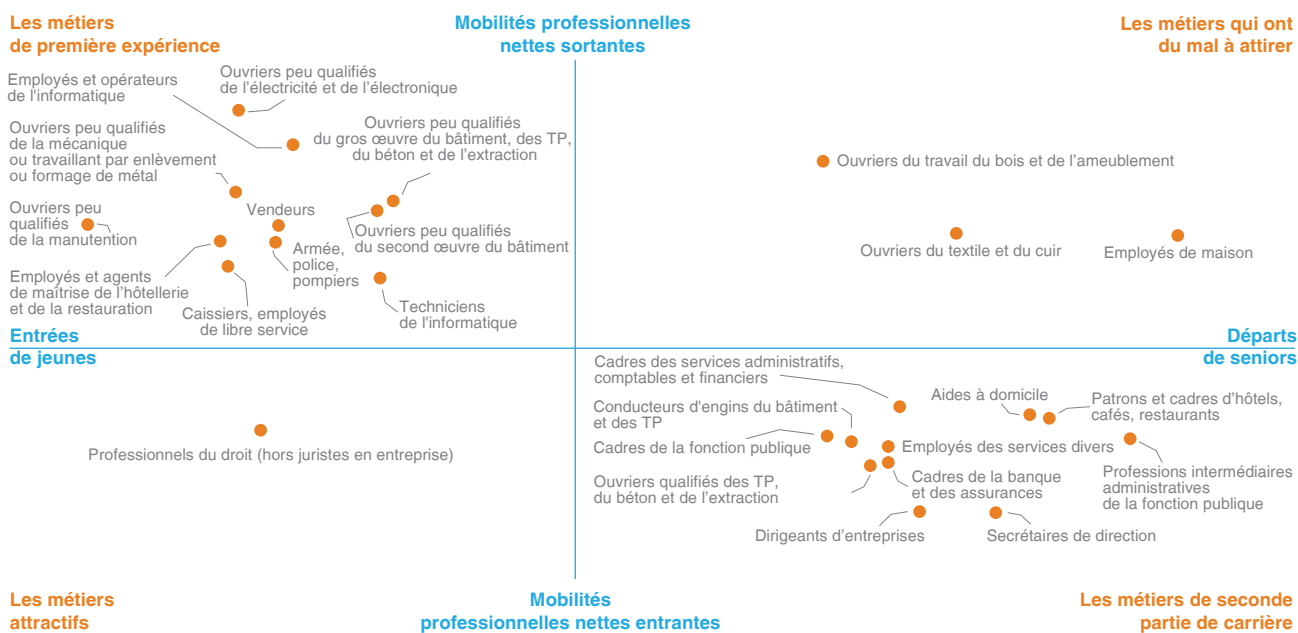 Les métiers
de première expérience
Mobilités professionnelles
nettes sortantes
Les métiers qui ont
du mal à attirer
Employés et opérateurs
de l'informatique
Ouvriers peu qualifiés
de l'électricité et de l'électronique
Ouvriers peu qualifiés
du gros œuvre du bâtiment, des TP,
du béton et de l'extraction
Ouvriers peu qualifiés
de la mécanique
ou travaillant par enlèvement
ou formage de métal
Ouvriers du travail du bois et de l'ameublement
Ouvriers peu
qualifiés
de la manutention
Vendeurs
Armée,
police,
pompiers
Ouvriers peu qualifiés
du second œuvre du bâtiment
Ouvriers du textile et du cuir
Employés de maison
Employés et agents
de maîtrise de l'hôtellerie
et de la restauration
Caissiers, employés
de libre service
Techniciens
de l'informatique
Entrées
de jeunes
Départs
de seniors
Cadres des services administratifs,
comptables et financiers
Aides à domicile
Patrons et cadres d'hôtels,
cafés, restaurants
Conducteurs d'engins du bâtiment
et des TP
Cadres de la fonction publique
Employés des services divers
Professionnels du droit (hors juristes en entreprise)
Ouvriers qualifiés des TP,
du béton et de l'extraction
Cadres de la banque
et des assurances
Professions intermédiaires
administratives
de la fonction publique
Dirigeants d'entreprises
Secrétaires de direction
Les métiers
attractifs
Mobilités
professionnelles nettes entrantes
Les métiers de seconde
partie de carrière